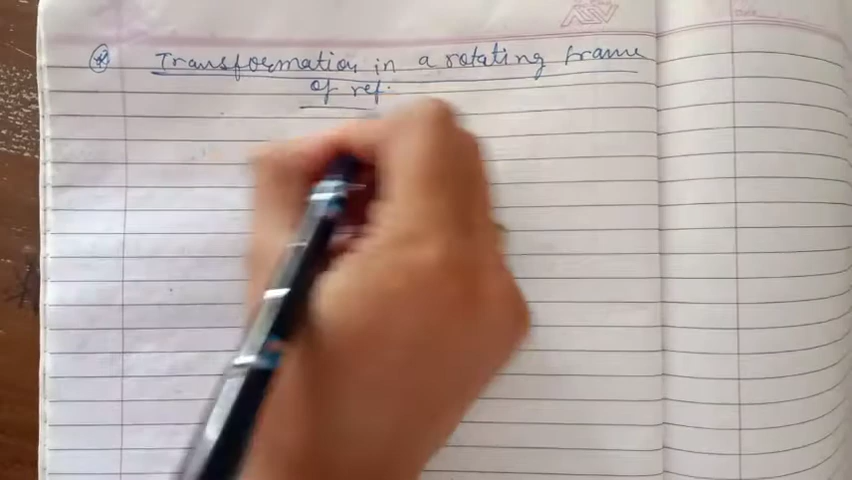 Transformation in a rotating frame
of ref.